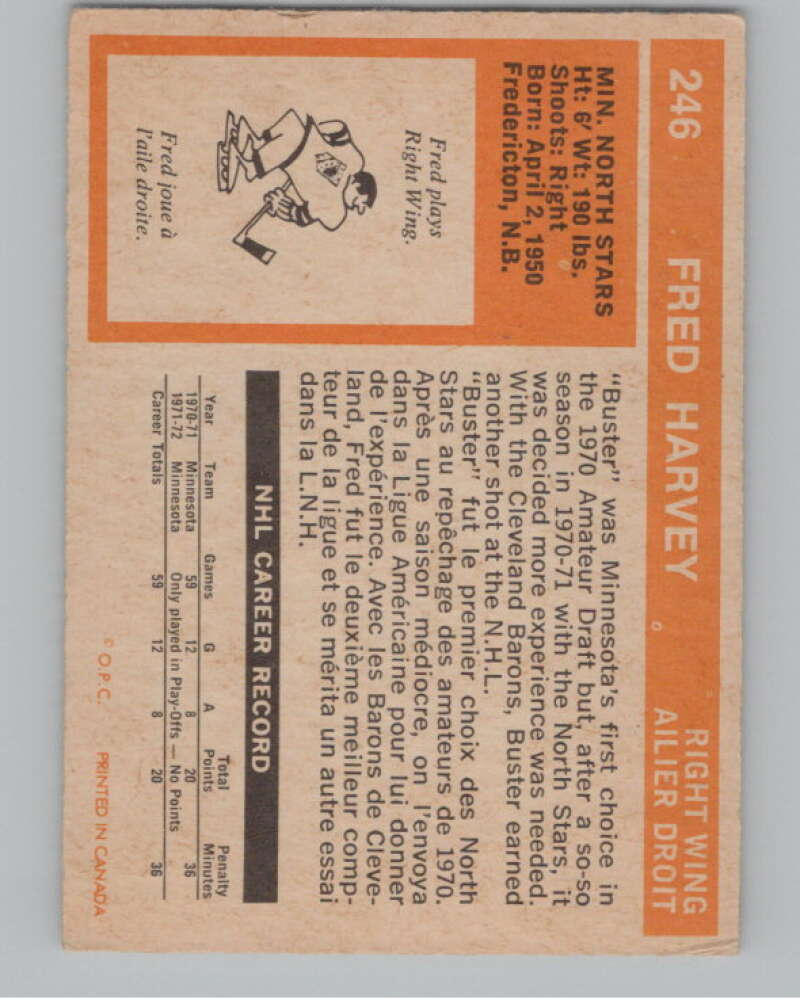 246 FRED HARVEY
RIGHT WING
AILIER DROIT
MIN. NORTH STARS
Ht: 6' Wt: 190 lbs.
Shoots: Right
Born: April 2, 1950
Fredericton, N.B.
Fred plays
Right Wing.
Fred joue à
l'aile droite.
"Buster" was Minnesota's first choice in
the 1970 Amateur Draft but, after a so-so
season in 1970-71 with the North Stars, it
was decided more experience was needed.
With the Cleveland Barons, Buster earned
another shot at the N.H.L.
"Buster" fut le premier choix des North
Stars au repêchage des amateurs de 1970.
Après une saison médiocre, on l'envoya
dans la Ligue Américaine pour lui donner
de l'expérience. Avec les Barons de Cleve-
land, Fred fut le deuxième meilleur comp-
teur de la ligue et se mérita un autre essai
dans la L.N.H.
NHL CAREER RECORD
Year Team Games G A Total Points Penalty Minutes
1970-71 Minnesota 59 12 8 20 36
1971-72 Minnesota Only played in Play-Offs — No Points
Career Totals 59 12 8 20 36
© O.P.C. PRINTED IN CANADA